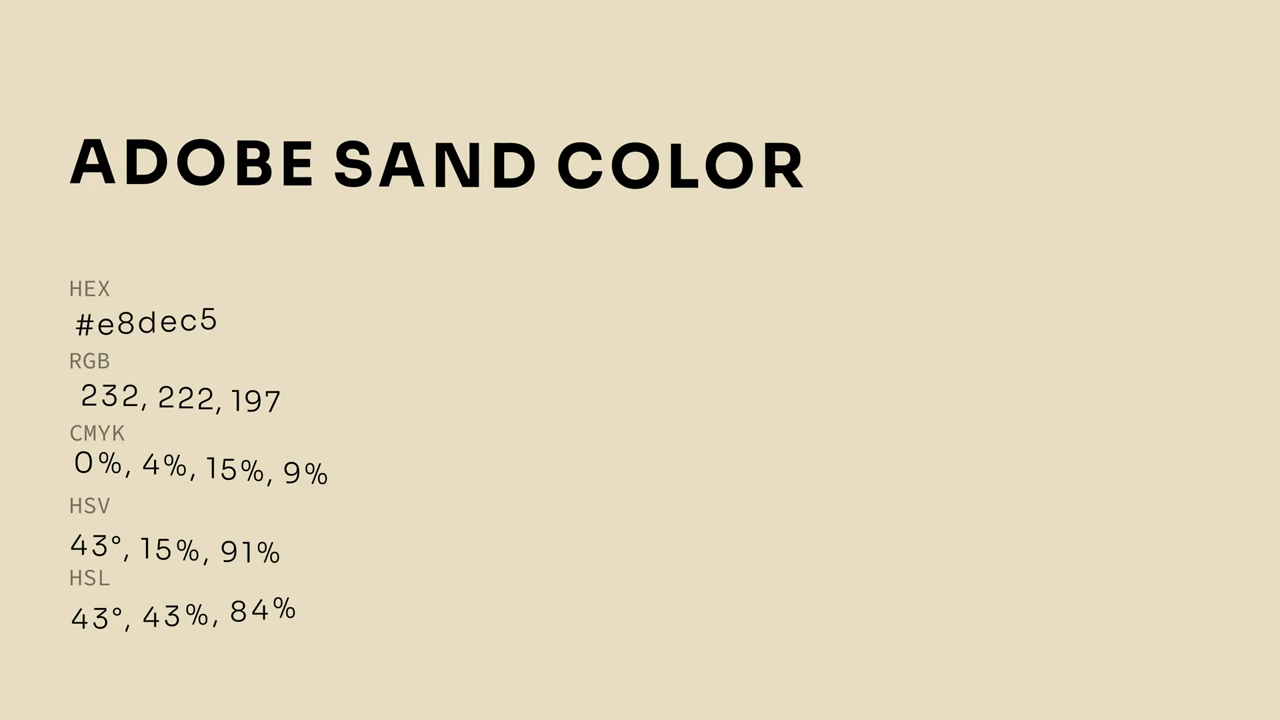 ADOBE SAND COLOR
HEX
#e8dec5
RGB
232, 222, 197
CMYK
0%, 4%, 15%, 9%
HSV
43°, 15%, 91%
HSL
43°, 43%, 84%